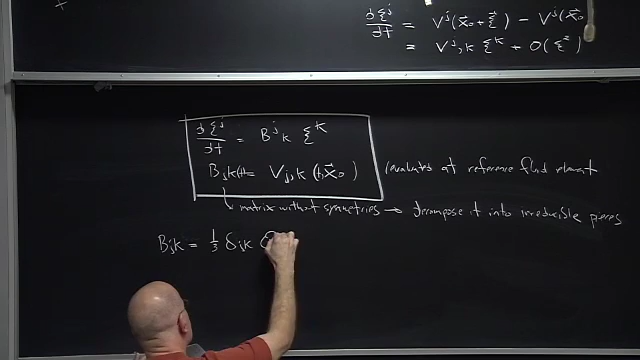 dξ^j/dt = V^j(x⃗₀+ξ⃗) − V^j(x⃗₀
= V^j,k ξ^k + O(ξ²)
dξ^j/dt = B^j_k ξ^k
B_jk(t) = V_j,k (t, x⃗₀) (evaluated at reference fluid element
matrix without symmetries → decompose it into irreducible pieces
B_jk = 1/3 δ_jk